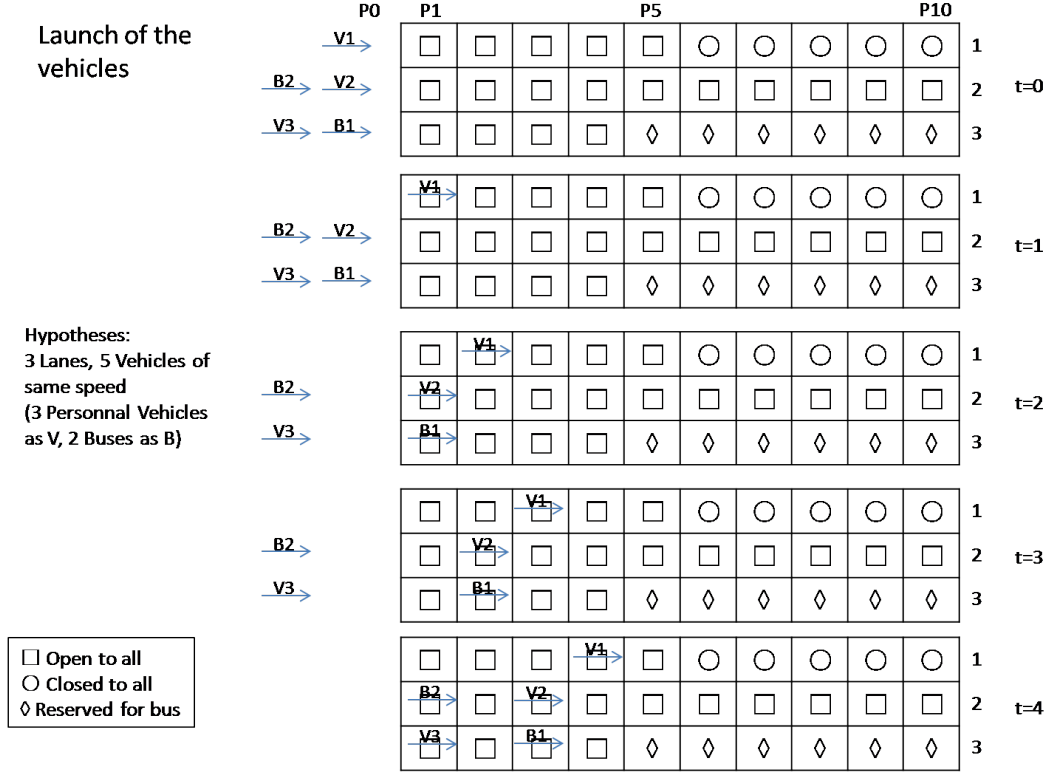 P0 P1 P5 P10
Launch of the
vehicles
V1 1
B2 V2 2 t=0
V3 B1 3
V1 1
B2 V2 2 t=1
V3 B1 3
Hypotheses:
3 Lanes, 5 Vehicles of
same speed
(3 Personnal Vehicles
as V, 2 Buses as B)
V1 1
B2 V2 2 t=2
V3 B1 3
V1 1
B2 V2 2 t=3
V3 B1 3
V1 1
B2 V2 2 t=4
V3 B1 3
Open to all
Closed to all
Reserved for bus